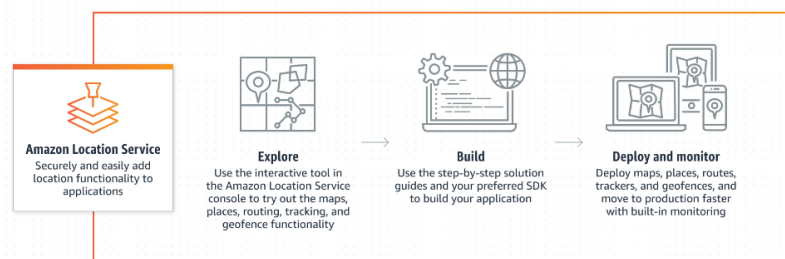 Amazon Location Service
Securely and easily add
location functionality to
applications
Explore
Use the interactive tool in
the Amazon Location Service
console to try out the maps,
places, routing, tracking, and
geofence functionality
Build
Use the step-by-step solution
guides and your preferred SDK
to build your application
Deploy and monitor
Deploy maps, places, routes,
trackers, and geofences, and
move to production faster
with built-in monitoring